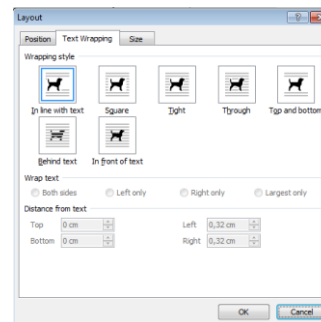 Layout
Position Text Wrapping Size
Wrapping style
In line with text Square Tight Through Top and bottom
Behind text In front of text
Wrap text
Both sides Left only Right only Largest only
Distance from text
Top 0 cm Left 0,32 cm
Bottom 0 cm Right 0,32 cm
OK Cancel